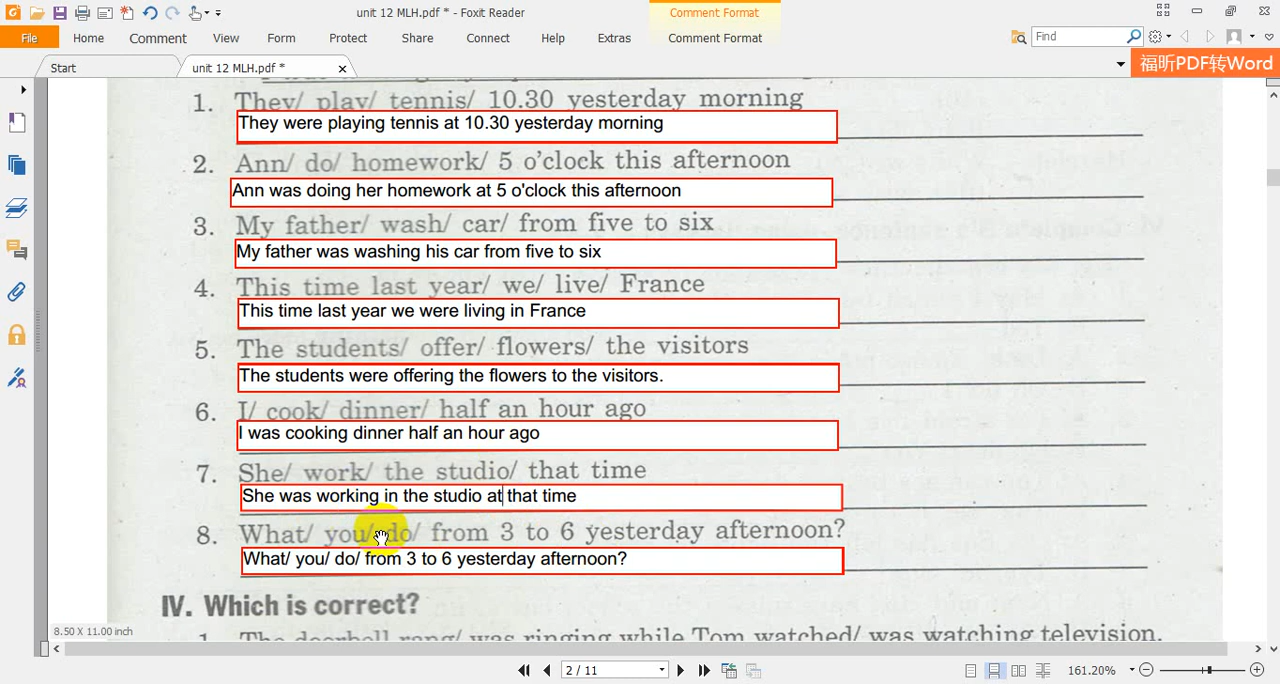 unit 12 MLH.pdf * - Foxit Reader
Comment Format
File
Home
Comment
View
Form
Protect
Share
Connect
Help
Extras
Comment Format
Find
Start
unit 12 MLH.pdf *
福昕PDF转Word
1. They/ play/ tennis/ 10.30 yesterday morning
They were playing tennis at 10.30 yesterday morning
2. Ann/ do/ homework/ 5 o'clock this afternoon
Ann was doing her homework at 5 o'clock this afternoon
3. My father/ wash/ car/ from five to six
My father was washing his car from five to six
4. This time last year/ we/ live/ France
This time last year we were living in France
5. The students/ offer/ flowers/ the visitors
The students were offering the flowers to the visitors.
6. I/ cook/ dinner/ half an hour ago
I was cooking dinner half an hour ago
7. She/ work/ the studio/ that time
She was working in the studio at that time
8. What/ you/ do/ from 3 to 6 yesterday afternoon?
What/ you/ do/ from 3 to 6 yesterday afternoon?
IV. Which is correct?
1. The doorbell rang/ was ringing while Tom watched/ was watching television.
8.50 X 11.00 inch
2 / 11
161.20%